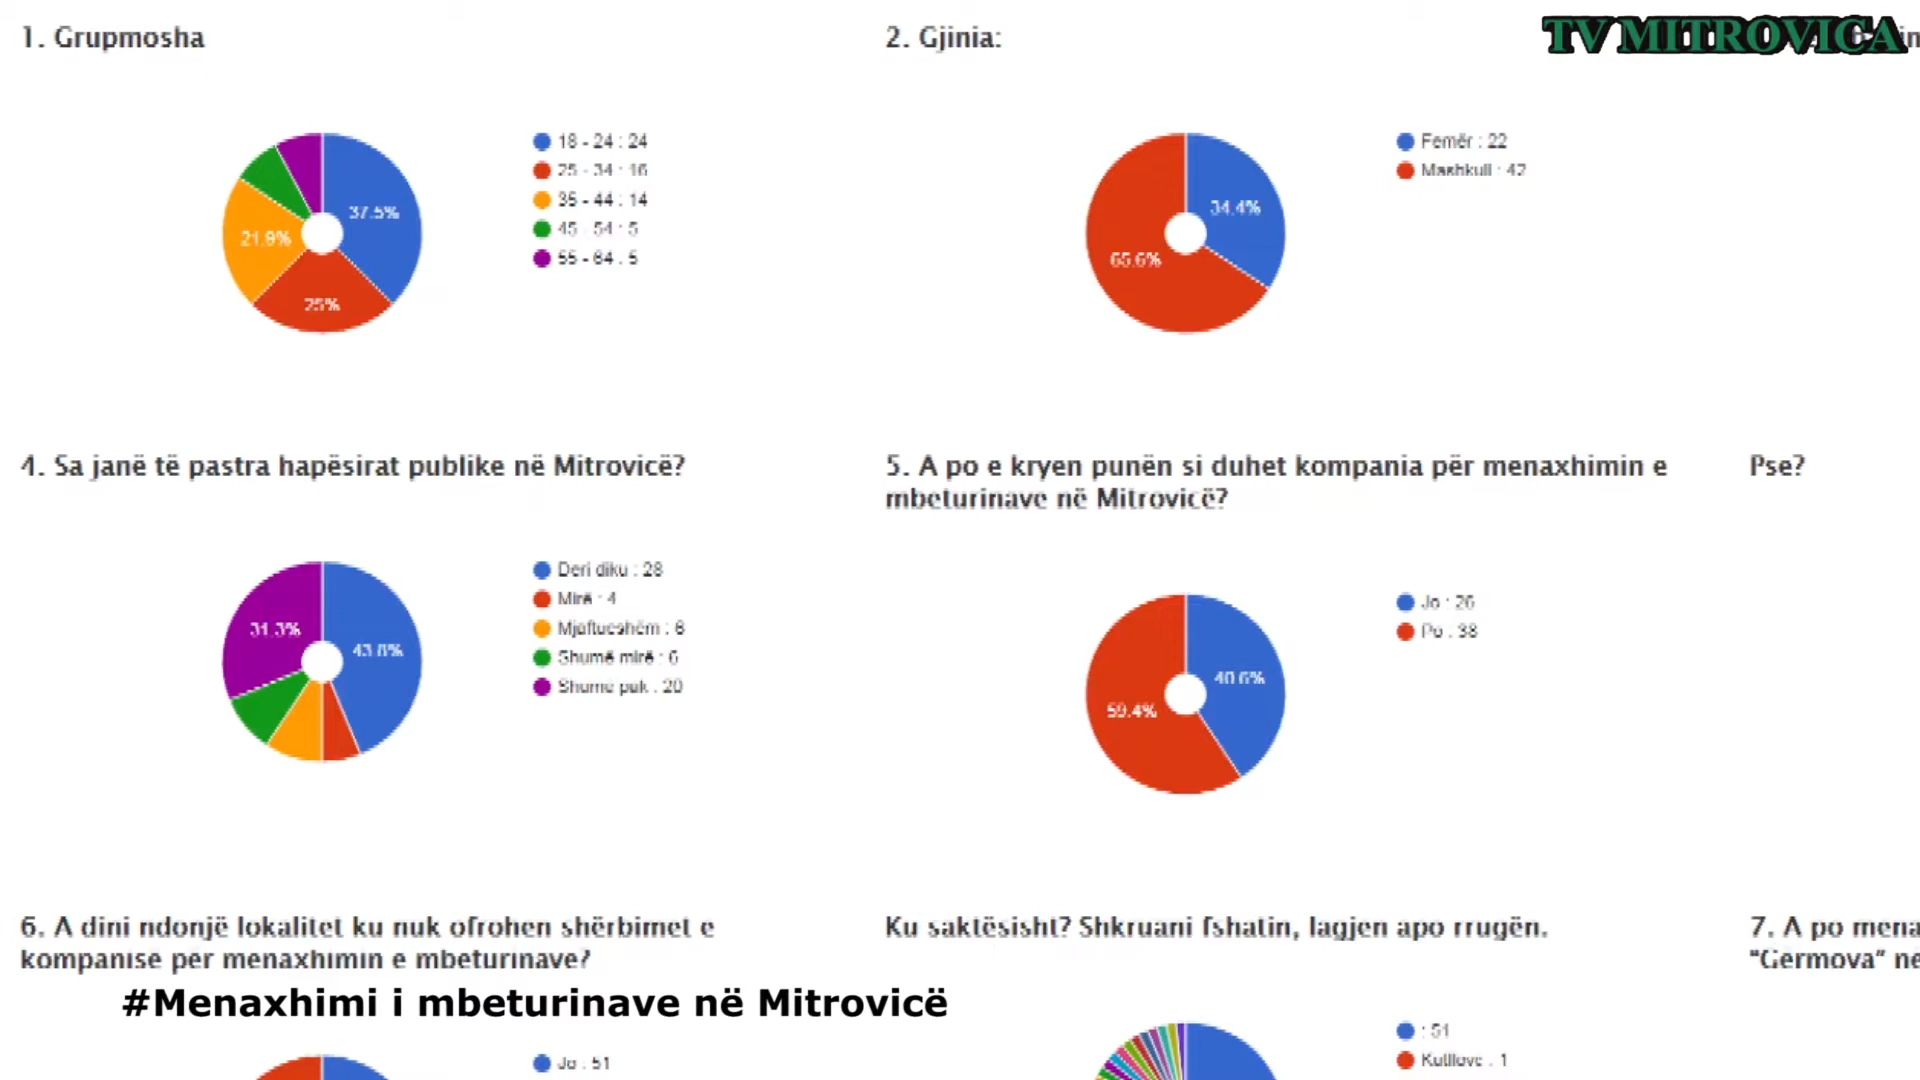 1. Grupmosha
2. Gjinia:
TV MITROVICA
18 - 24 : 24
25 - 34 : 16
35 - 44 : 14
45 - 54 : 5
55 - 64 : 5
37.5%
21.9%
25%
Femër : 22
Mashkull : 42
34.4%
65.6%
4. Sa janë të pastra hapësirat publike në Mitrovicë?
5. A po e kryen punën si duhet kompania për menaxhimin e
mbeturinave në Mitrovicë?
Pse?
Deri diku : 28
Mirë : 4
Mjaftueshëm : 6
Shumë mirë : 6
Shumë pak : 20
31.3%
43.8%
Jo : 26
Po : 38
40.6%
59.4%
6. A dini ndonjë lokalitet ku nuk ofrohen shërbimet e
kompanisë për menaxhimin e mbeturinave?
Ku saktësisht? Shkruani fshatin, lagjen apo rrugën.
7. A po mena
"Germova" në
#Menaxhimi i mbeturinave në Mitrovicë
Jo : 51
: 51
Kutllovc : 1